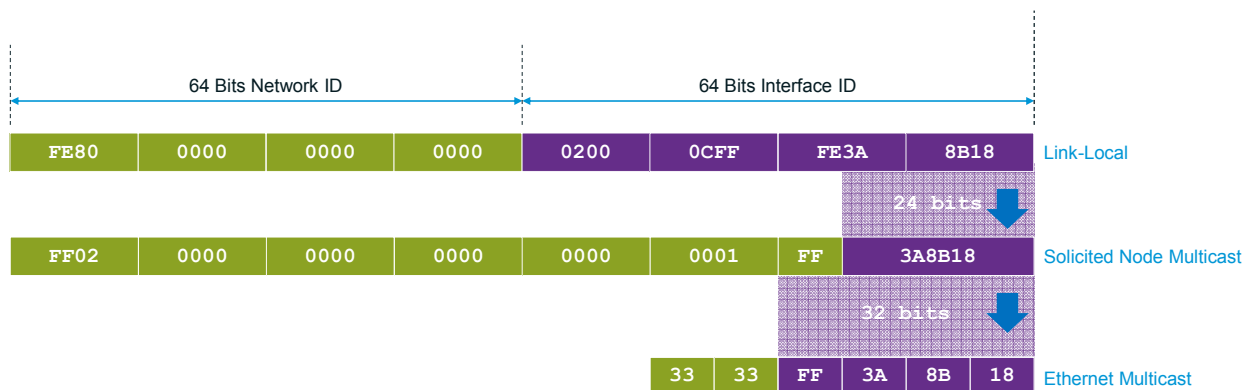 64 Bits Network ID 64 Bits Interface ID
FE80 0000 0000 0000 0200 0CFF FE3A 8B18 Link-Local
24 bits
FF02 0000 0000 0000 0000 0001 FF 3A8B18 Solicited Node Multicast
32 bits
33 33 FF 3A 8B 18 Ethernet Multicast